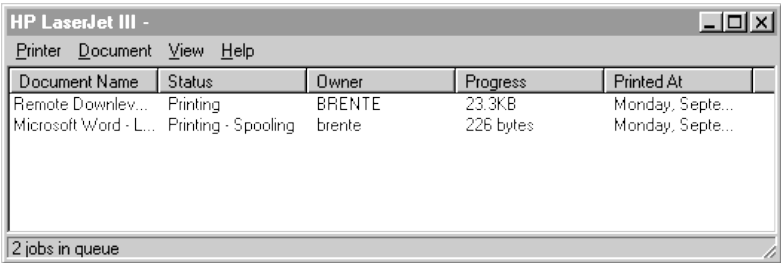 HP LaserJet III -
Printer Document View Help
Document Name Status Owner Progress Printed At
Remote Downlev... Printing BRENTE 23.3KB Monday, Septe...
Microsoft Word - L... Printing - Spooling brente 226 bytes Monday, Septe...
2 jobs in queue